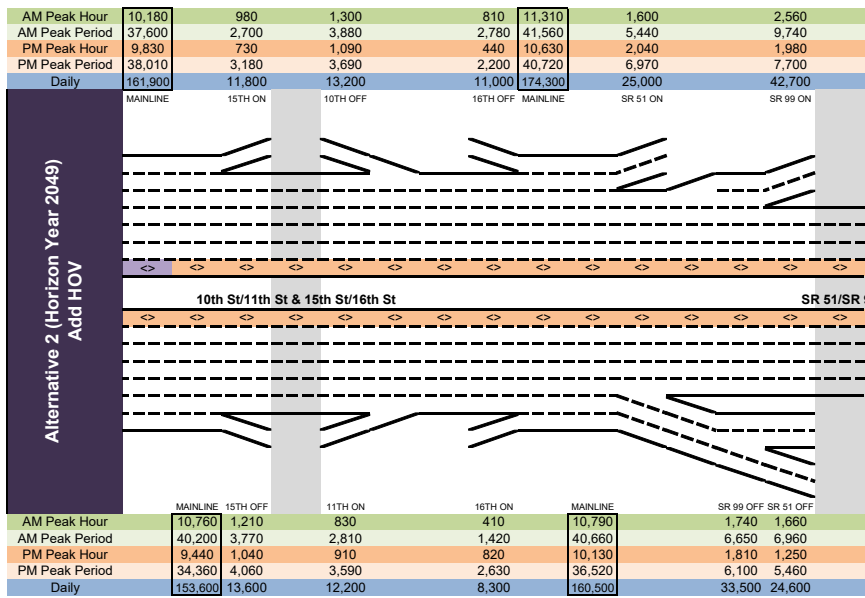 AM Peak Hour 10,180 980 1,300 810 11,310 1,600 2,560
AM Peak Period 37,600 2,700 3,880 2,780 41,560 5,440 9,740
PM Peak Hour 9,830 730 1,090 440 10,630 2,040 1,980
PM Peak Period 38,010 3,180 3,690 2,200 40,720 6,970 7,700
Daily 161,900 11,800 13,200 11,000 174,300 25,000 42,700
MAINLINE 15TH ON 10TH OFF 16TH OFF MAINLINE SR 51 ON SR 99 ON
Alternative 2 (Horizon Year 2049)
Add HOV
<> <> <> <> <> <> <> <> <> <> <> <> <> <> <>
10th St/11th St & 15th St/16th St SR 51/SR
<> <> <> <> <> <> <> <> <> <> <> <> <> <> <>
MAINLINE 15TH OFF 11TH ON 16TH ON MAINLINE SR 99 OFF SR 51 OFF
AM Peak Hour 10,760 1,210 830 410 10,790 1,740 1,660
AM Peak Period 40,200 3,770 2,810 1,420 40,660 6,650 6,960
PM Peak Hour 9,440 1,040 910 820 10,130 1,810 1,250
PM Peak Period 34,360 4,060 3,590 2,630 36,520 6,100 5,460
Daily 153,600 13,600 12,200 8,300 160,500 33,500 24,600